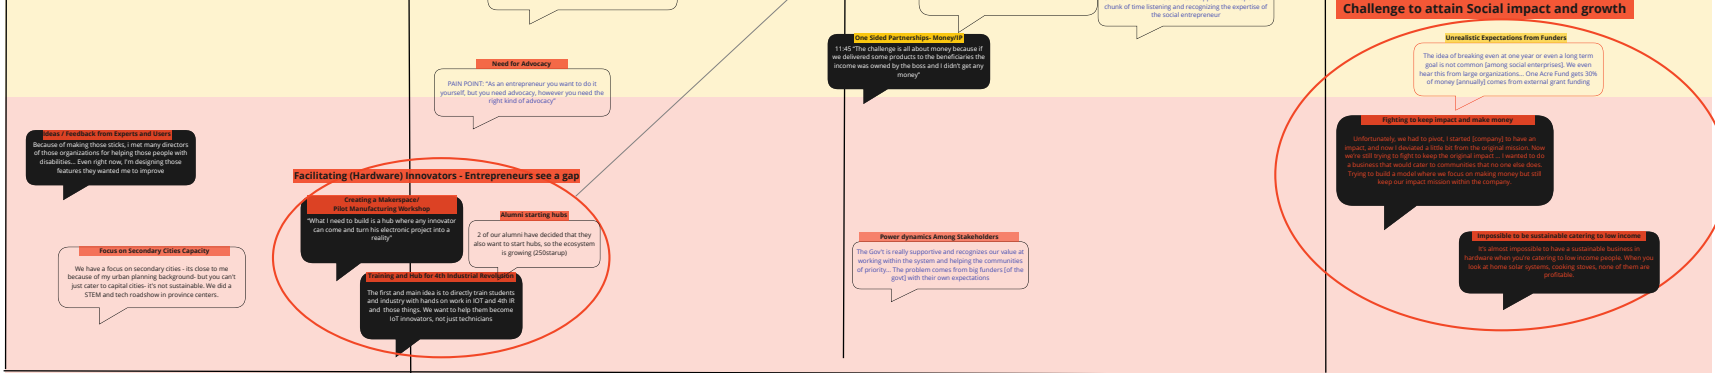 chunk of time listening and recognizing the expertise of
the social entrepreneur
Challenge to attain Social impact and growth
One Sided Partnerships- Money/IP
11:45 "The challenge is all about money because if
we delivered some products to the beneficiaries the
income was owned by the boss and I didn't get any
money"
Unrealistic Expectations from Funders
The idea of breaking even at one year or even a long term
goal is not common [among social enterprises]. We even
hear this from large organizations... One Acre Fund gets 30%
of money [annually] comes from external grant funding
Need for Advocacy
PAIN POINT: "As an entrepreneur you want to do it
yourself, but you need advocacy, however you need the
right kind of advocacy"
Ideas / Feedback from Experts and Users
Because of making those sticks, i met many directors
of those organizations for helping those people with
disabilities... Even right now, I'm designing those
features they wanted me to improve
Fighting to keep impact and make money
Unfortunately, we had to pivot. I started [company] to have an
impact, and now I deviated a little bit from the original mission. Now
we're still trying to fight to keep the original impact ... I wanted to do
a business that would cater to communities that no one else does.
Trying to build a model where we focus on making money but still
keep our impact mission within the company.
Facilitating (Hardware) Innovators - Entrepreneurs see a gap
Creating a Makerspace/
Pilot Manufacturing Workshop
"What I need to build is a hub where any innovator
can come and turn his electronic project into a
reality"
Alumni starting hubs
2 of our alumni have decided that they
also want to start hubs, so the ecosystem
is growing (250starup)
Training and Hub for 4th Industrial Revolution
The first and main idea is to directly train students
and industry with hands on work in IOT and 4th IR
and those things. We want to help them become
IoT innovators, not just technicians
Focus on Secondary Cities Capacity
We have a focus on secondary cities - its close to me
because of my urban planning background- but you can't
just cater to capital cities- it's not sustainable. We did a
STEM and tech roadshow in province centers.
Power dynamics Among Stakeholders
The Gov't is really supportive and recognizes our value at
working within the system and helping the communities
of priority... The problem comes from big funders [of the
govt] with their own expectations
Impossible to be sustainable catering to low income
It's almost impossible to have a sustainable business in
hardware when you're catering to low income people. When you
look at home solar systems, cooking stoves, none of them are
profitable.